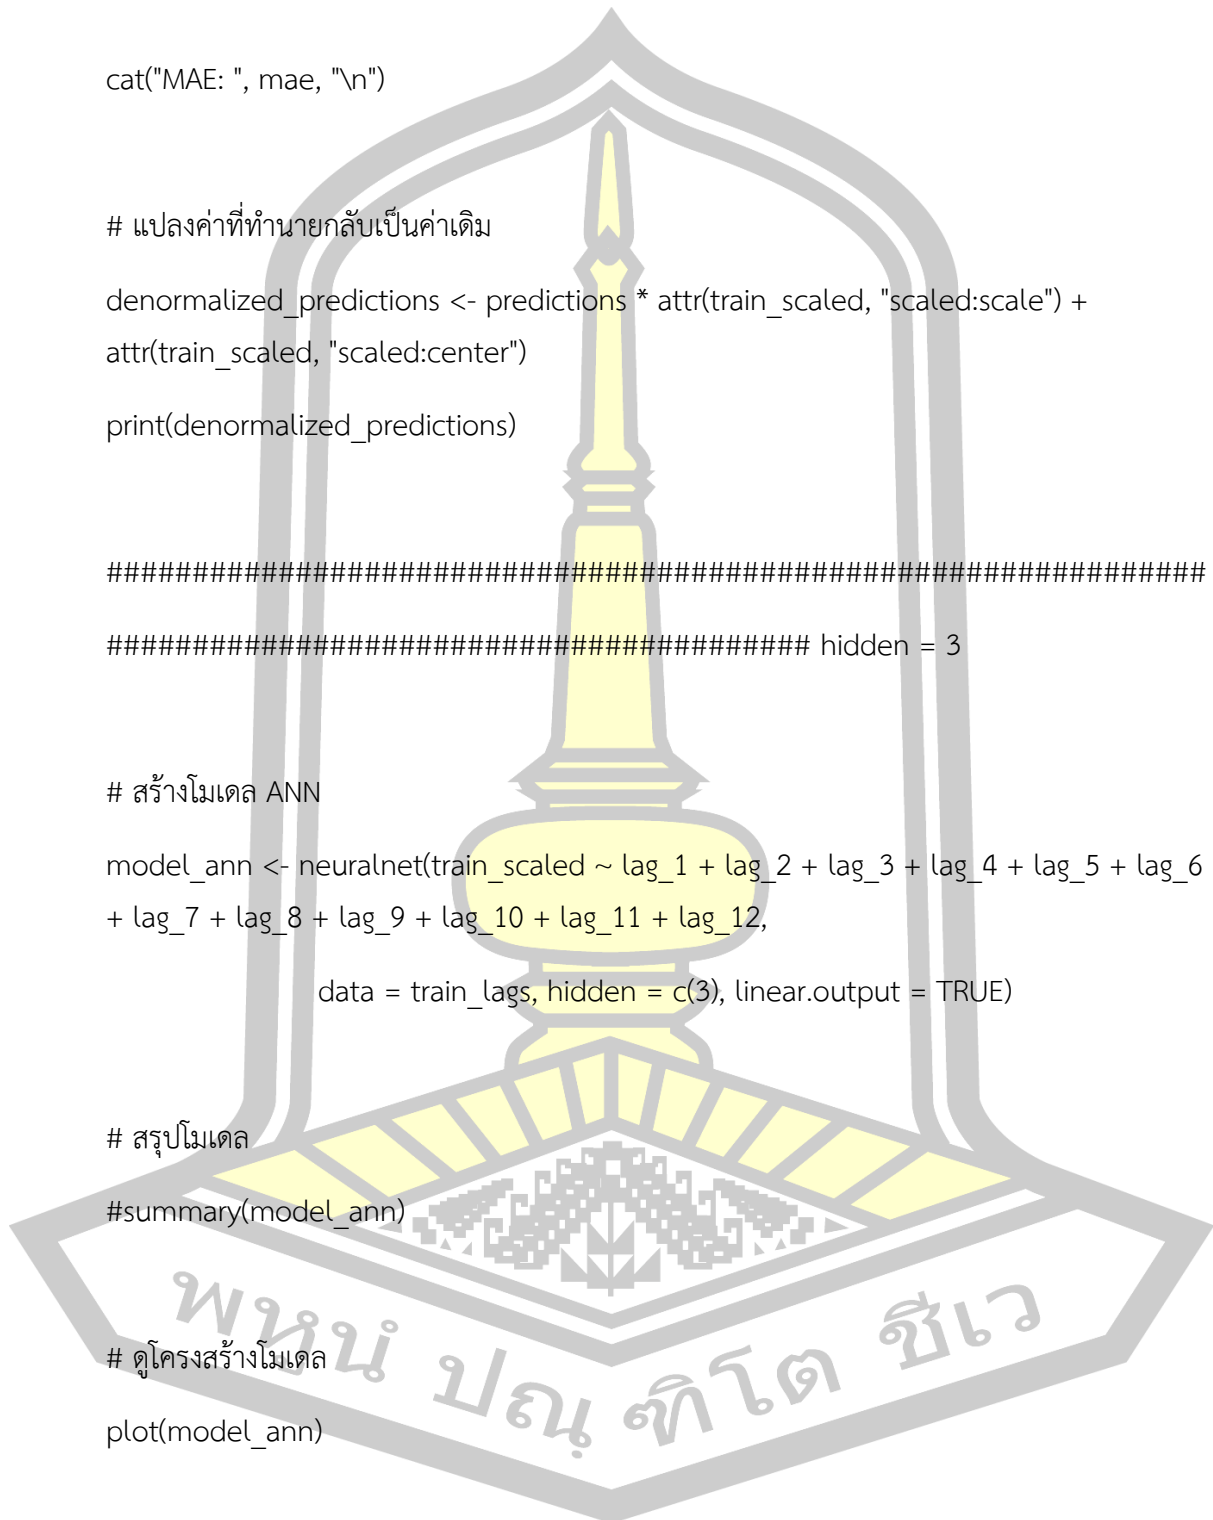 cat("MAE: ", mae, "\n")
# แปลงค่าที่ทำนายกลับเป็นค่าเดิม
denormalized_predictions <- predictions * attr(train_scaled, "scaled:scale") +
attr(train_scaled, "scaled:center")
print(denormalized_predictions)
################################################################
######################################### hidden = 3
# สร้างโมเดล ANN
model_ann <- neuralnet(train_scaled ~ lag_1 + lag_2 + lag_3 + lag_4 + lag_5 + lag_6
+ lag_7 + lag_8 + lag_9 + lag_10 + lag_11 + lag_12,
data = train_lags, hidden = c(3), linear.output = TRUE)
# สรุปโมเดล
#summary(model_ann)
# ดูโครงสร้างโมเดล
plot(model_ann)
พหูนํ ปณฺ ฑิโต ชีเว